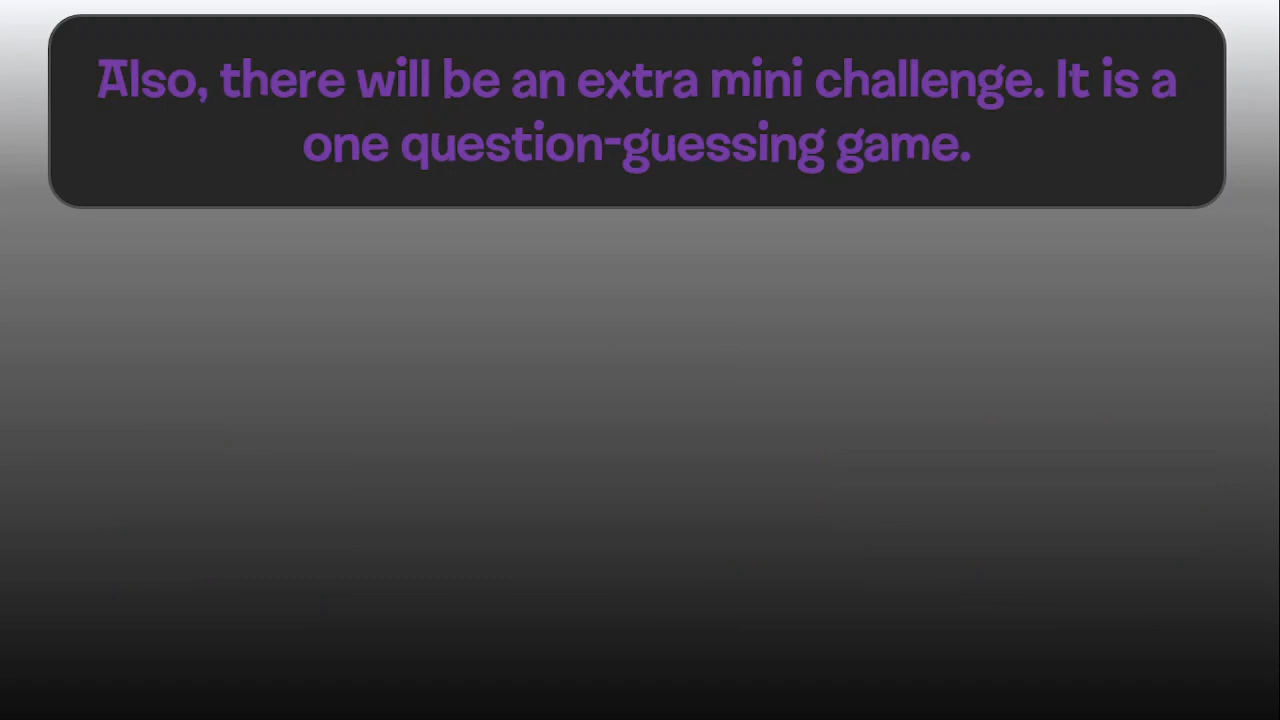 Also, there will be an extra mini challenge. It is a
one question-guessing game.